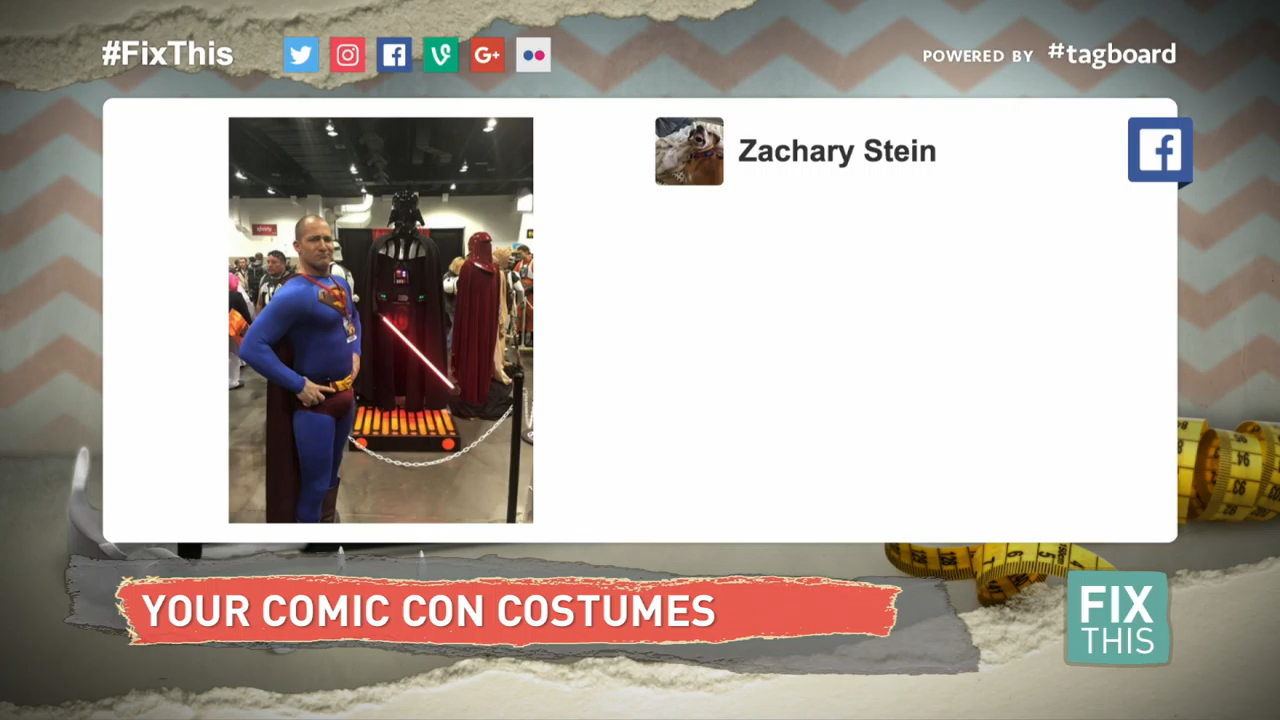 #FixThis
POWERED BY #tagboard
Zachary Stein
YOUR COMIC CON COSTUMES
FIX
THIS